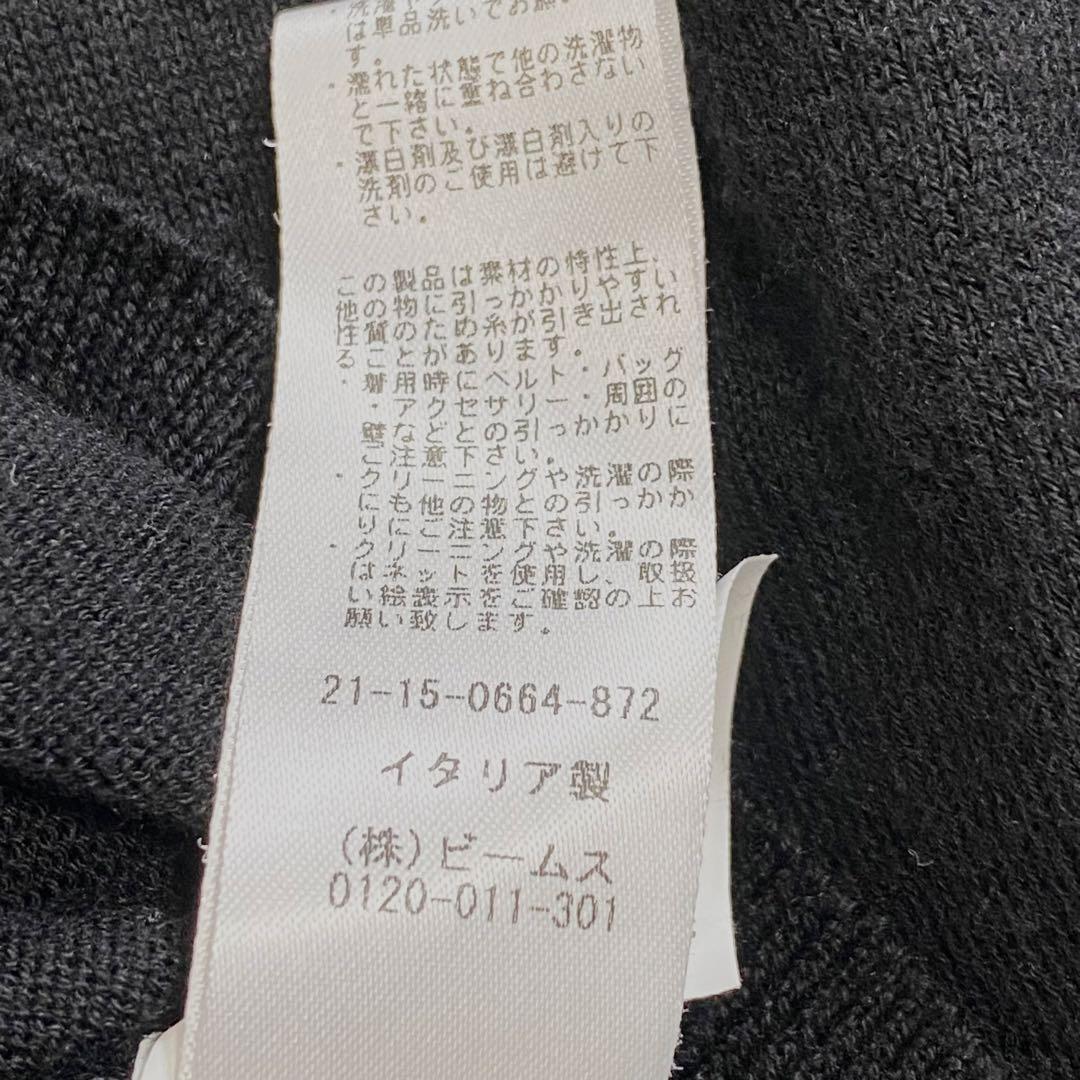 は単品洗いでお願
す。
・濡れた状態で他の洗濯物
と一緒に重ね合わさない
で下さい。
・漂白剤及び漂白剤入りの
洗剤のご使用は避けて下
さい。
この製品は素材の特性上、
他の物に引っかかりやすい
性質のため糸が引き出され
ることがあります。
・着用時にベルト・バッグ
・アクセサリー・周囲の
壁などとの引っかかりに
ご注意下さい。
・クリーニングや洗濯の際
にも他の物との引っかか
りにご注意下さい。
・クリーニングや洗濯の際
はネットを使用し、取扱
い絵表示をご確認の上お
願い致します。
21-15-0664-872
イタリア製
(株)ビームス
0120-011-301